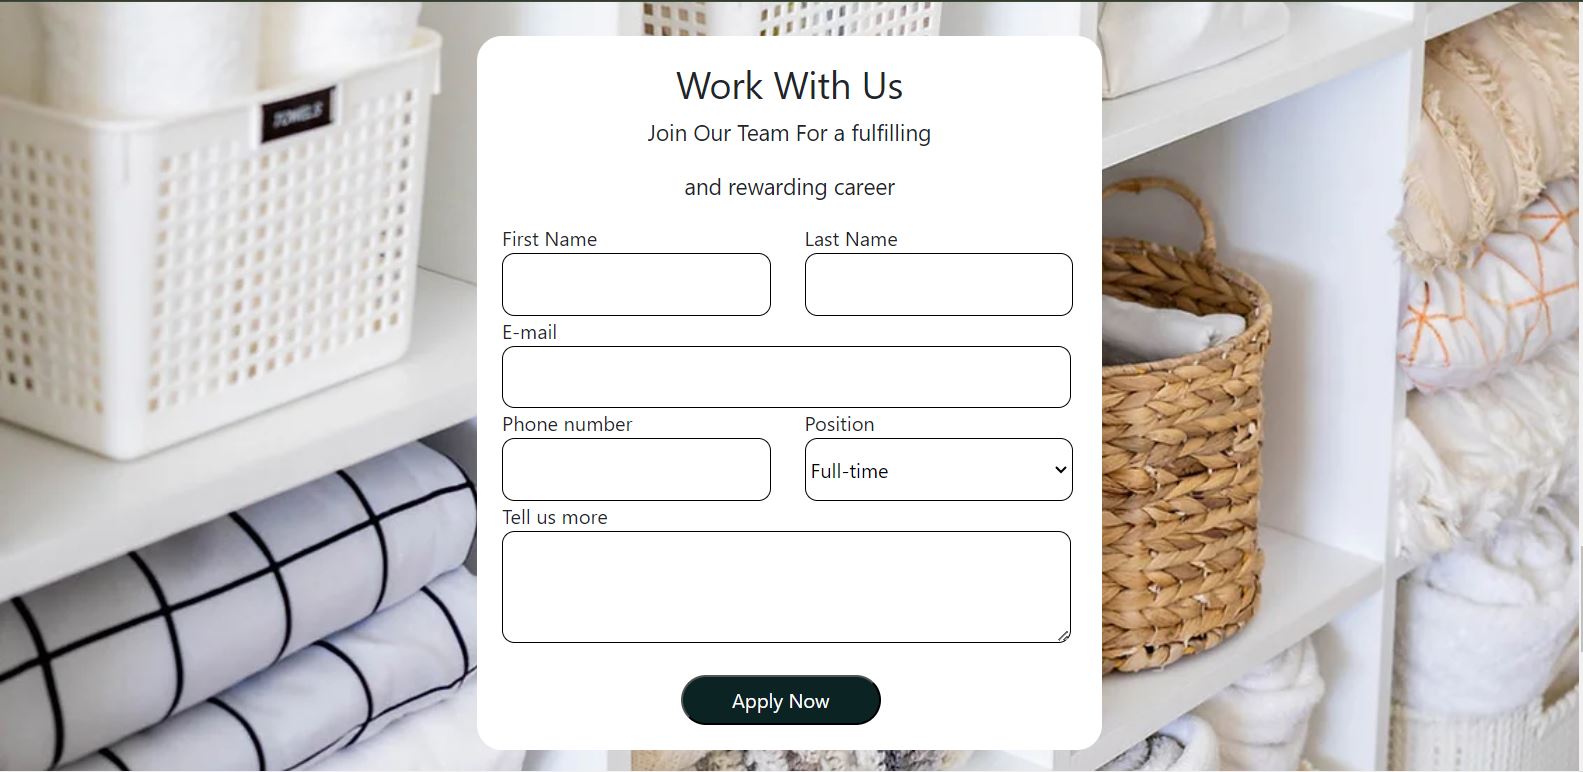 TOWELS
Work With Us
Join Our Team For a fulfilling
and rewarding career
First Name
Last Name
E-mail
Phone number
Position
Full-time
Tell us more
Apply Now